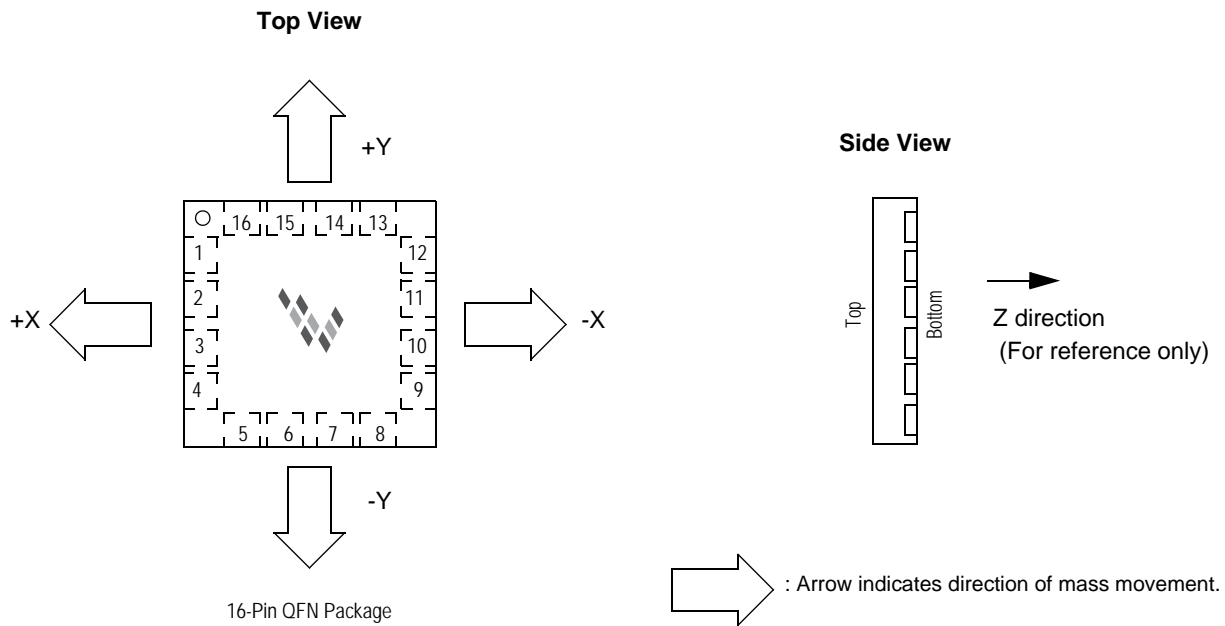 Top View
+Y
Side View
16 15 14 13
1
12
2
11
3
10
4
9
5 6 7 8
+X
-X
-Y
16-Pin QFN Package
Top
Bottom
Z direction
(For reference only)
: Arrow indicates direction of mass movement.